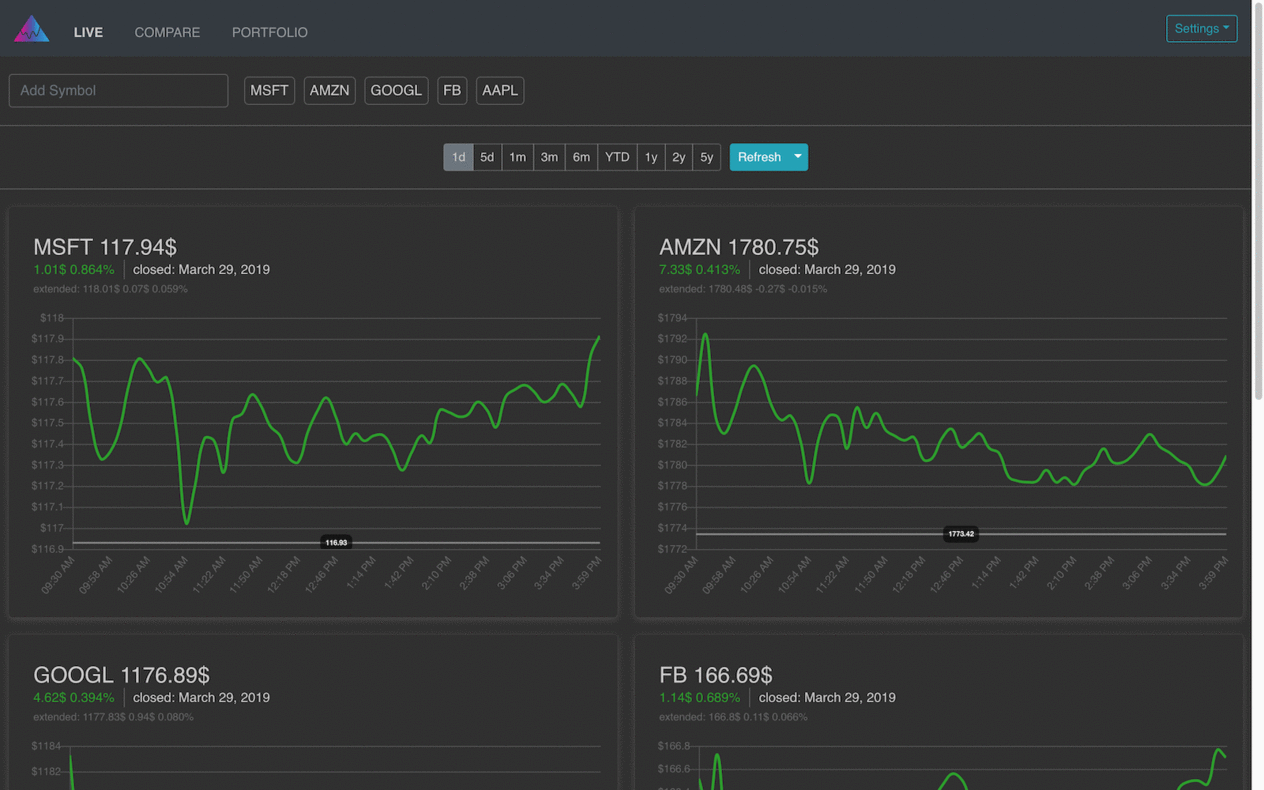 LIVE COMPARE PORTFOLIO Settings
Add Symbol MSFT AMZN GOOGL FB AAPL
1d 5d 1m 3m 6m YTD 1y 2y 5y Refresh
MSFT 117.94$
1.01$ 0.864% closed: March 29, 2019
extended: 118.01$ 0.07$ 0.059%
$118
$117.9
$117.8
$117.7
$117.6
$117.5
$117.4
$117.3
$117.2
$117.1
$117
$116.9
116.93
09:30 AM 09:58 AM 10:26 AM 10:54 AM 11:22 AM 11:50 AM 12:18 PM 12:46 PM 1:14 PM 1:42 PM 2:10 PM 2:38 PM 3:06 PM 3:34 PM 3:59 PM
AMZN 1780.75$
7.33$ 0.413% closed: March 29, 2019
extended: 1780.48$ -0.27$ -0.015%
$1794
$1792
$1790
$1788
$1786
$1784
$1782
$1780
$1778
$1776
$1774
$1772
1773.42
09:30 AM 09:58 AM 10:26 AM 10:54 AM 11:22 AM 11:50 AM 12:18 PM 12:46 PM 1:14 PM 1:42 PM 2:10 PM 2:38 PM 3:06 PM 3:34 PM 3:59 PM
GOOGL 1176.89$
4.62$ 0.394% closed: March 29, 2019
extended: 1177.83$ 0.94$ 0.080%
$1184
$1182
FB 166.69$
1.14$ 0.689% closed: March 29, 2019
extended: 166.8$ 0.11$ 0.066%
$166.8
$166.6